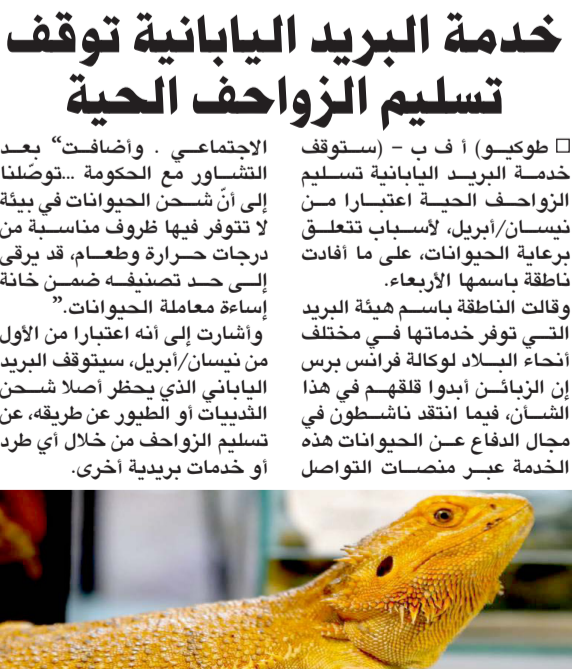 خدمة البريد اليابانية توقف
تسليم الزواحف الحية
□ طوكيو) أ ف ب – (ستوقف
خدمة البريد اليابانية تسليم
الزواحف الحية اعتبارا من
نيسان/أبريل، لأسباب تتعلق
برعاية الحيوانات، على ما أفادت
ناطقة باسمها الأربعاء.
وقالت الناطقة باسم هيئة البريد
التي توفر خدماتها في مختلف
أنحاء البلاد لوكالة فرانس برس
إن الزبائن أبدوا قلقهم في هذا
الشأن، فيما انتقد ناشطون في
مجال الدفاع عن الحيوانات هذه
الخدمة عبر منصات التواصل
الاجتماعي . وأضافت“ بعد
التشاور مع الحكومة ...توصّلنا
إلى أنّ شحن الحيوانات في بيئة
لا تتوفر فيها ظروف مناسبة من
درجات حرارة وطعام، قد يرقى
إلى حد تصنيفه ضمن خانة
إساءة معاملة الحيوانات.”
وأشارت إلى أنه اعتبارا من الأول
من نيسان/أبريل، سيتوقف البريد
الياباني الذي يحظر أصلا شحن
الثدييات أو الطيور عن طريقه، عن
تسليم الزواحف من خلال أي طرد
أو خدمات بريدية أخرى.